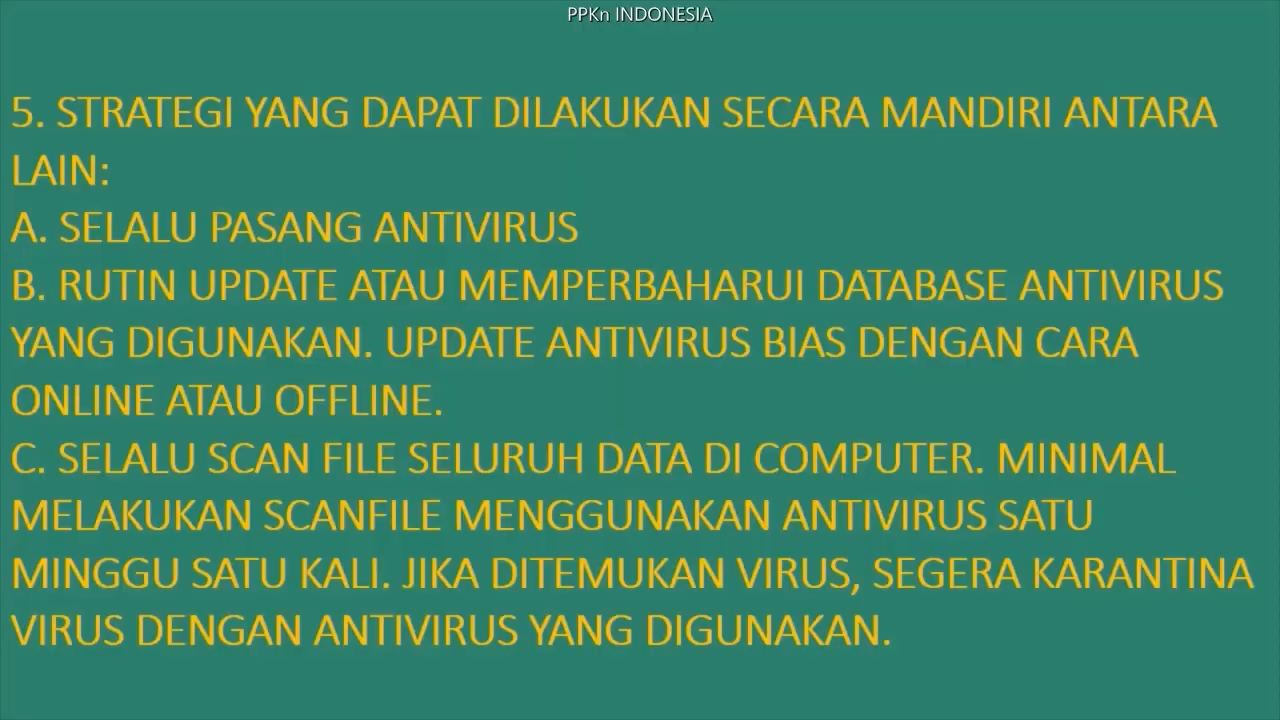 PPKn INDONESIA
5. STRATEGI YANG DAPAT DILAKUKAN SECARA MANDIRI ANTARA
LAIN:
A. SELALU PASANG ANTIVIRUS
B. RUTIN UPDATE ATAU MEMPERBAHARUI DATABASE ANTIVIRUS
YANG DIGUNAKAN. UPDATE ANTIVIRUS BIAS DENGAN CARA
ONLINE ATAU OFFLINE.
C. SELALU SCAN FILE SELURUH DATA DI COMPUTER. MINIMAL
MELAKUKAN SCANFILE MENGGUNAKAN ANTIVIRUS SATU
MINGGU SATU KALI. JIKA DITEMUKAN VIRUS, SEGERA KARANTINA
VIRUS DENGAN ANTIVIRUS YANG DIGUNAKAN.